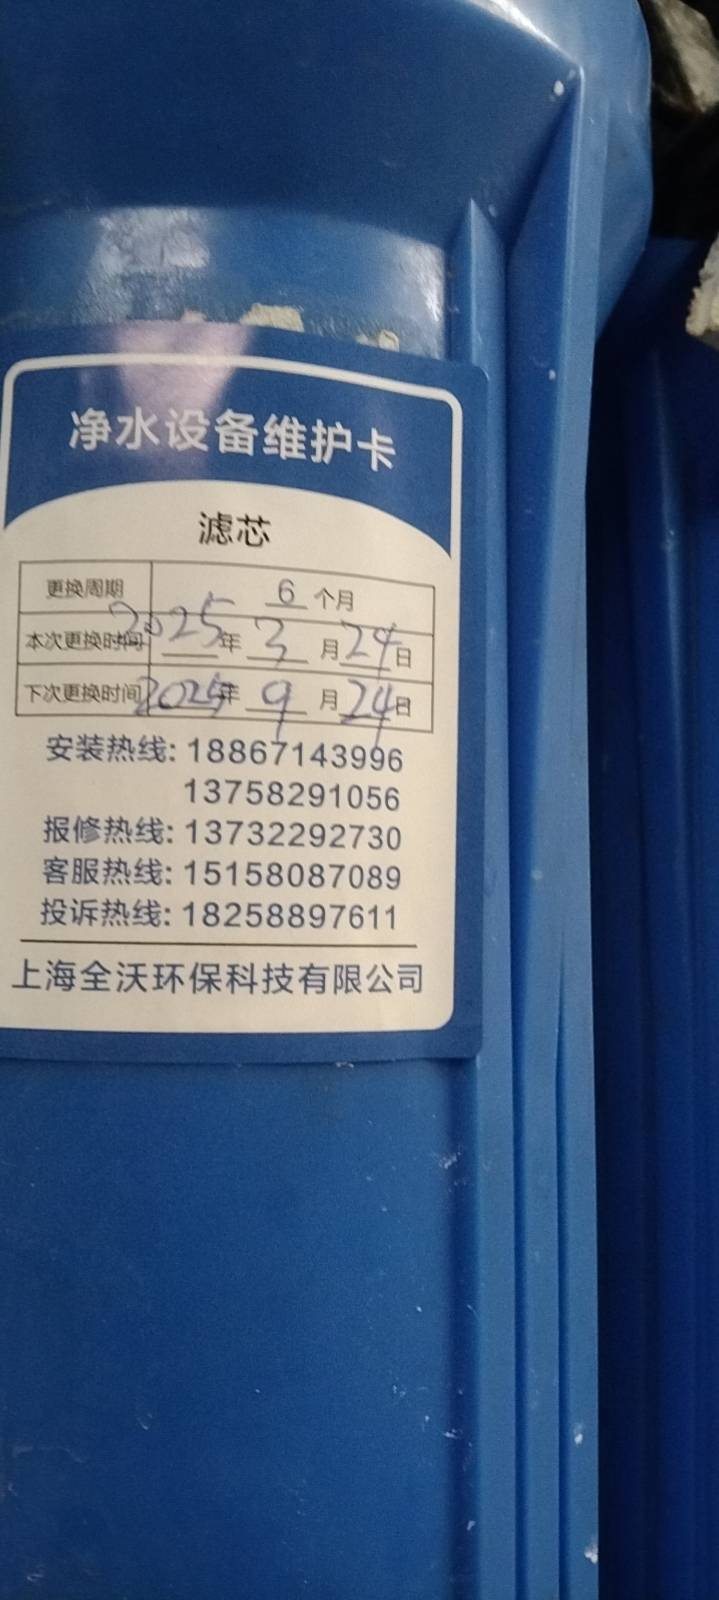 净水设备维护卡
滤芯
更换周期 6 个月
本次更换时间 2025 年 3 月 24 日
下次更换时间 2025 年 9 月 24 日
安装热线: 18867143996
13758291056
报修热线: 13732292730
客服热线: 15158087089
投诉热线: 18258897611
上海全沃环保科技有限公司